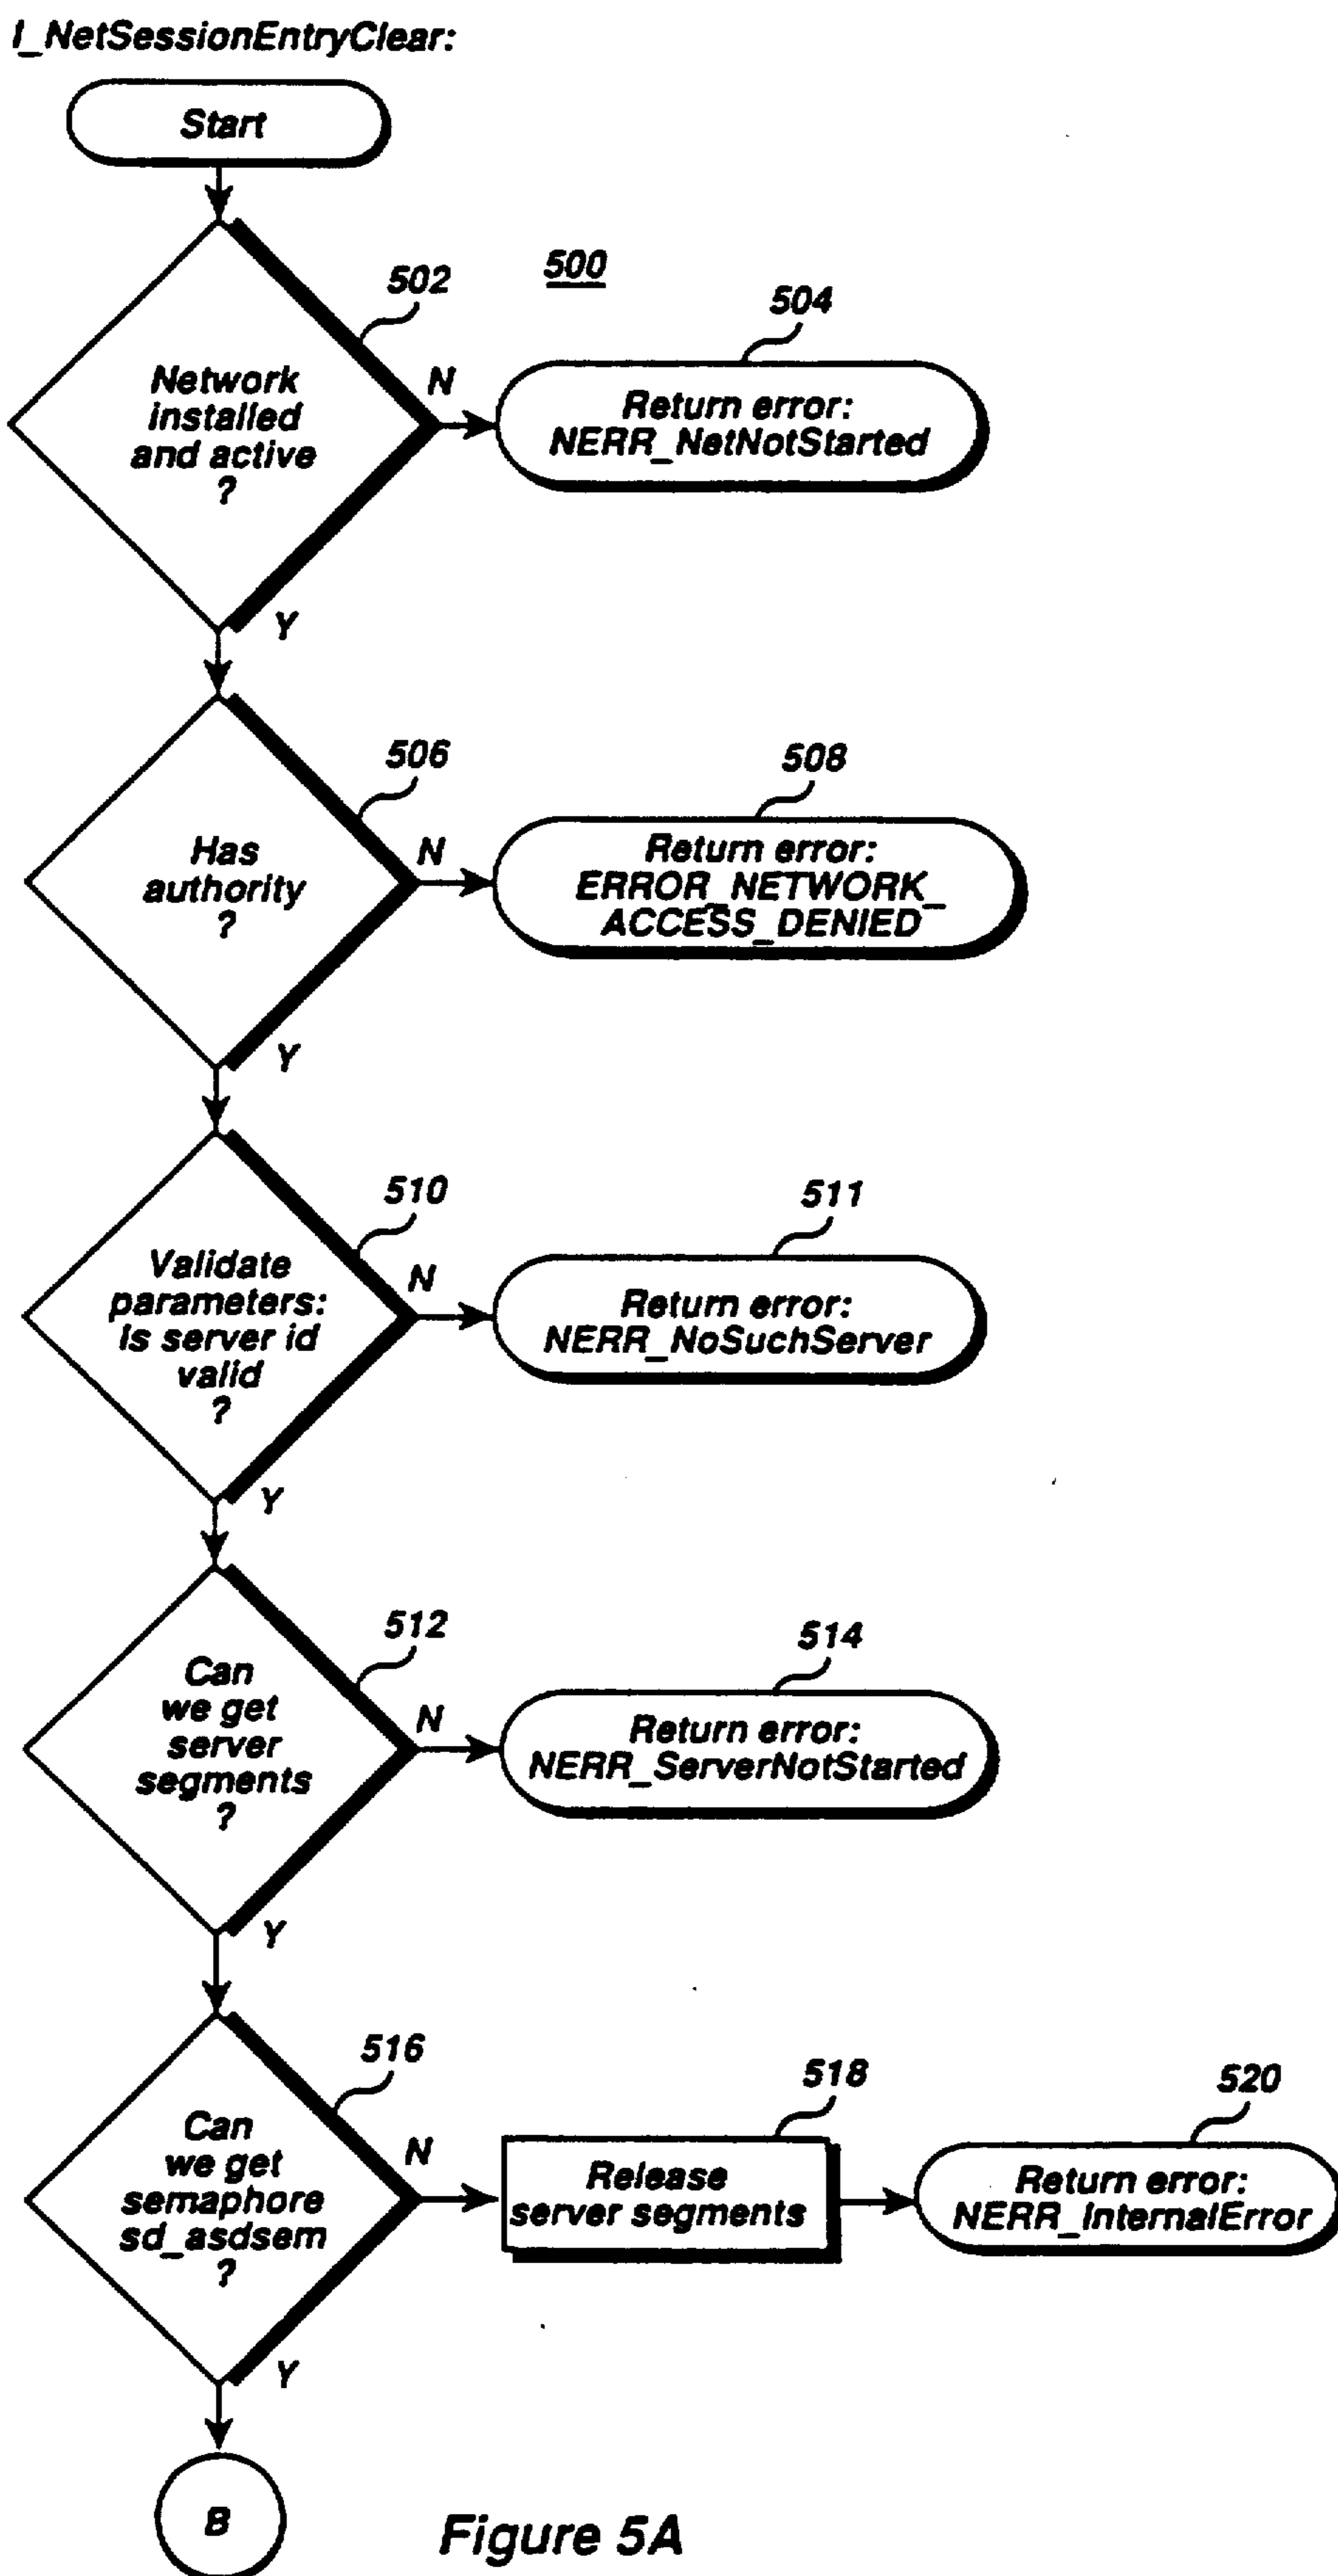 I_NetSessionEntryClear:
Start
500
502
Network
installed
and active
?
N
Y
504
Return error:
NERR_NetNotStarted
506
Has
authority
?
N
Y
508
Return error:
ERROR_NETWORK_
ACCESS_DENIED
510
Validate
parameters:
Is server id
valid
?
N
Y
511
Return error:
NERR_NoSuchServer
512
Can
we get
server
segments
?
N
Y
514
Return error:
NERR_ServerNotStarted
516
Can
we get
semaphore
sd_asdsem
?
N
Y
518
Release
server segments
520
Return error:
NERR_InternalError
B
Figure 5A